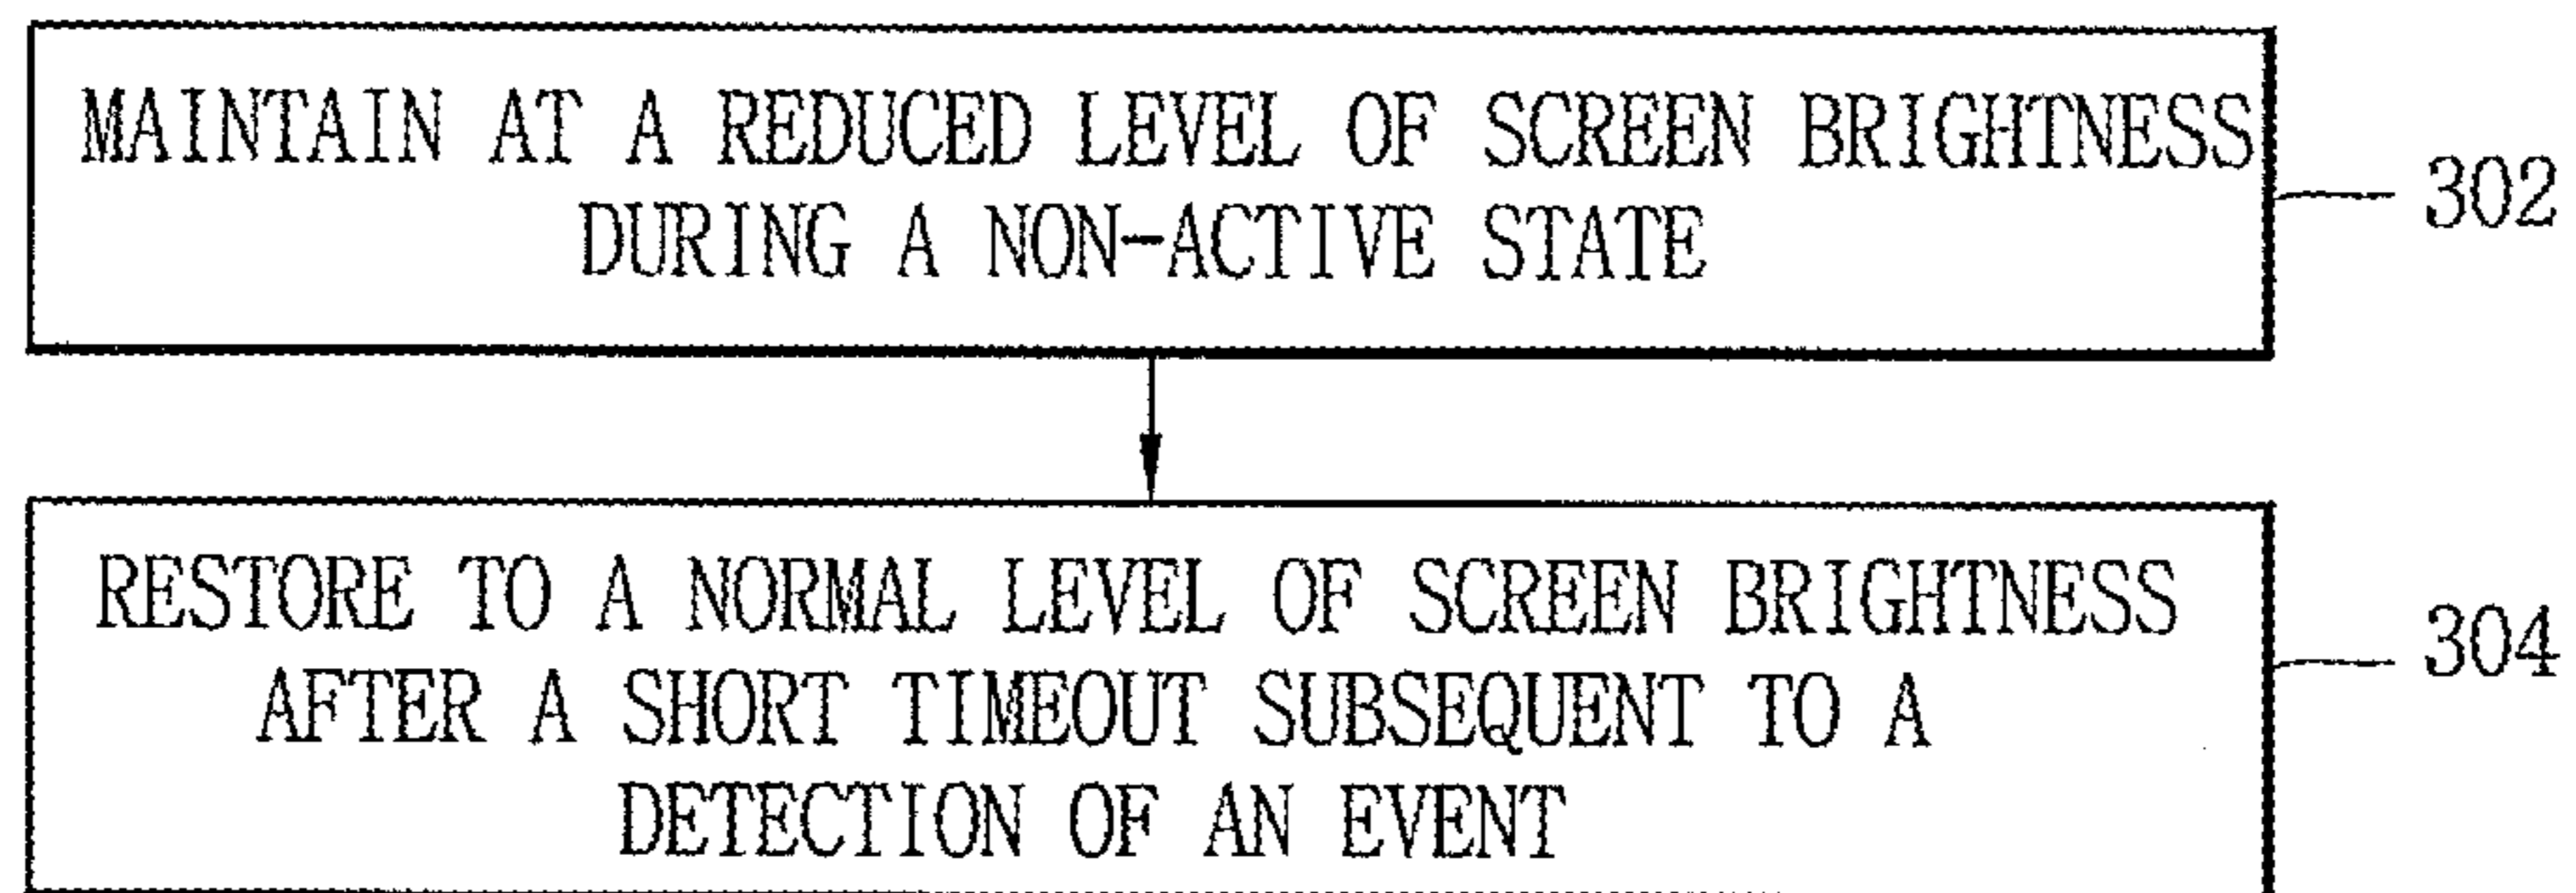 MAINTAIN AT A REDUCED LEVEL OF SCREEN BRIGHTNESS
DURING A NON-ACTIVE STATE
302
RESTORE TO A NORMAL LEVEL OF SCREEN BRIGHTNESS
AFTER A SHORT TIMEOUT SUBSEQUENT TO A
DETECTION OF AN EVENT
304